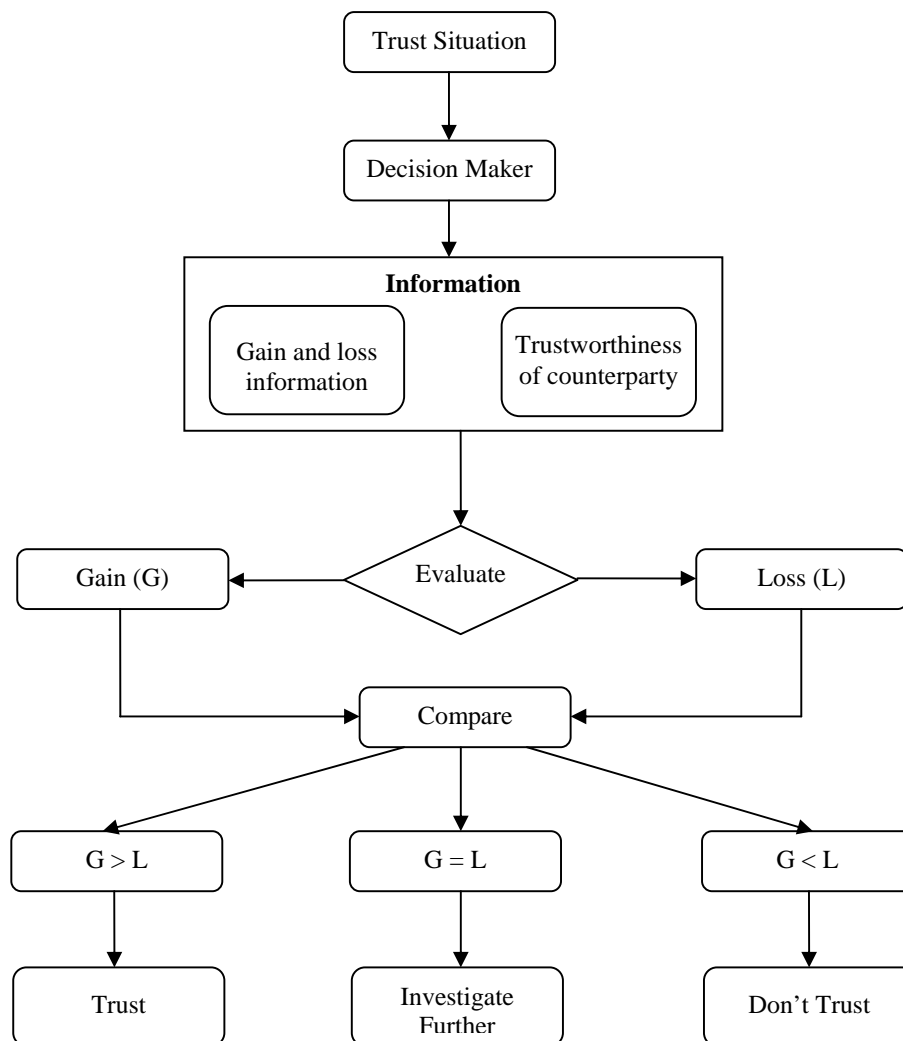 Trust Situation
Decision Maker
Information
Gain and loss
information
Trustworthiness
of counterparty
Gain (G)
Evaluate
Loss (L)
Compare
G > L
G = L
G < L
Trust
Investigate
Further
Don’t Trust